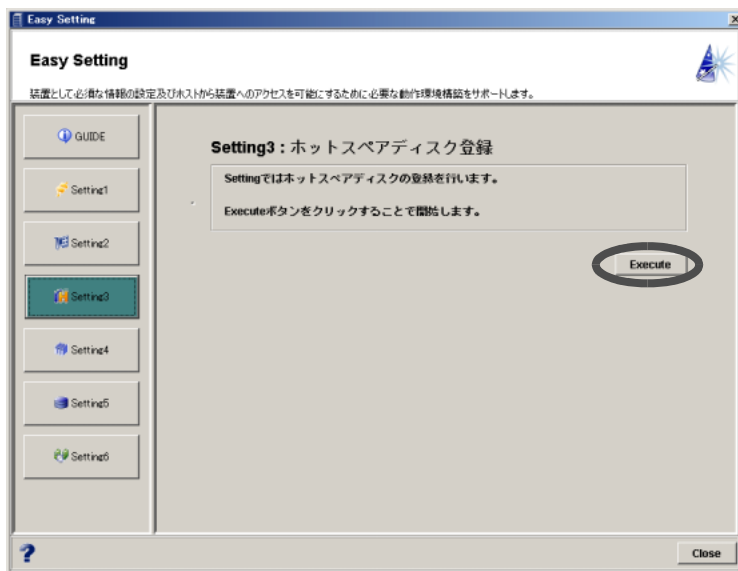 Easy Setting
Easy Setting
装置として必須な情報の設定及びホストから装置へのアクセスを可能にするために必要な動作環境構築をサポートします。
GUIDE
Setting1
Setting2
Setting3
Setting4
Setting5
Setting6
Setting3：ホットスペアディスク登録
Settingではホットスペアディスクの登録を行います。
Executeボタンをクリックすることで開始します。
Execute
?
Close